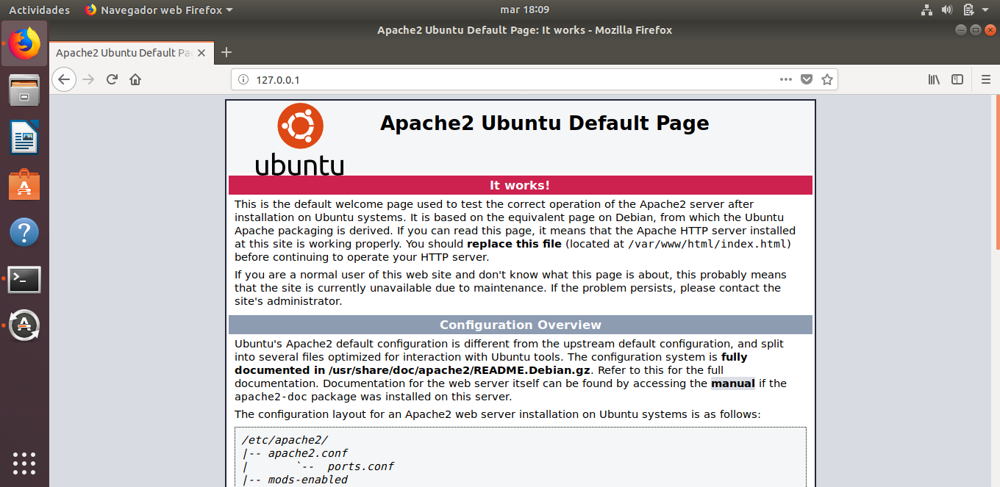 Actividades Navegador web Firefox mar 18:09
Apache2 Ubuntu Default Page: It works - Mozilla Firefox
Apache2 Ubuntu Default Pa
127.0.0.1
ubuntu
Apache2 Ubuntu Default Page
It works!
This is the default welcome page used to test the correct operation of the Apache2 server after
installation on Ubuntu systems. It is based on the equivalent page on Debian, from which the Ubuntu
Apache packaging is derived. If you can read this page, it means that the Apache HTTP server installed
at this site is working properly. You should replace this file (located at /var/www/html/index.html)
before continuing to operate your HTTP server.
If you are a normal user of this web site and don't know what this page is about, this probably means
that the site is currently unavailable due to maintenance. If the problem persists, please contact the
site's administrator.
Configuration Overview
Ubuntu's Apache2 default configuration is different from the upstream default configuration, and split
into several files optimized for interaction with Ubuntu tools. The configuration system is fully
documented in /usr/share/doc/apache2/README.Debian.gz. Refer to this for the full
documentation. Documentation for the web server itself can be found by accessing the manual if the
apache2-doc package was installed on this server.
The configuration layout for an Apache2 web server installation on Ubuntu systems is as follows:
/etc/apache2/
|-- apache2.conf
|       `--  ports.conf
|-- mods-enabled